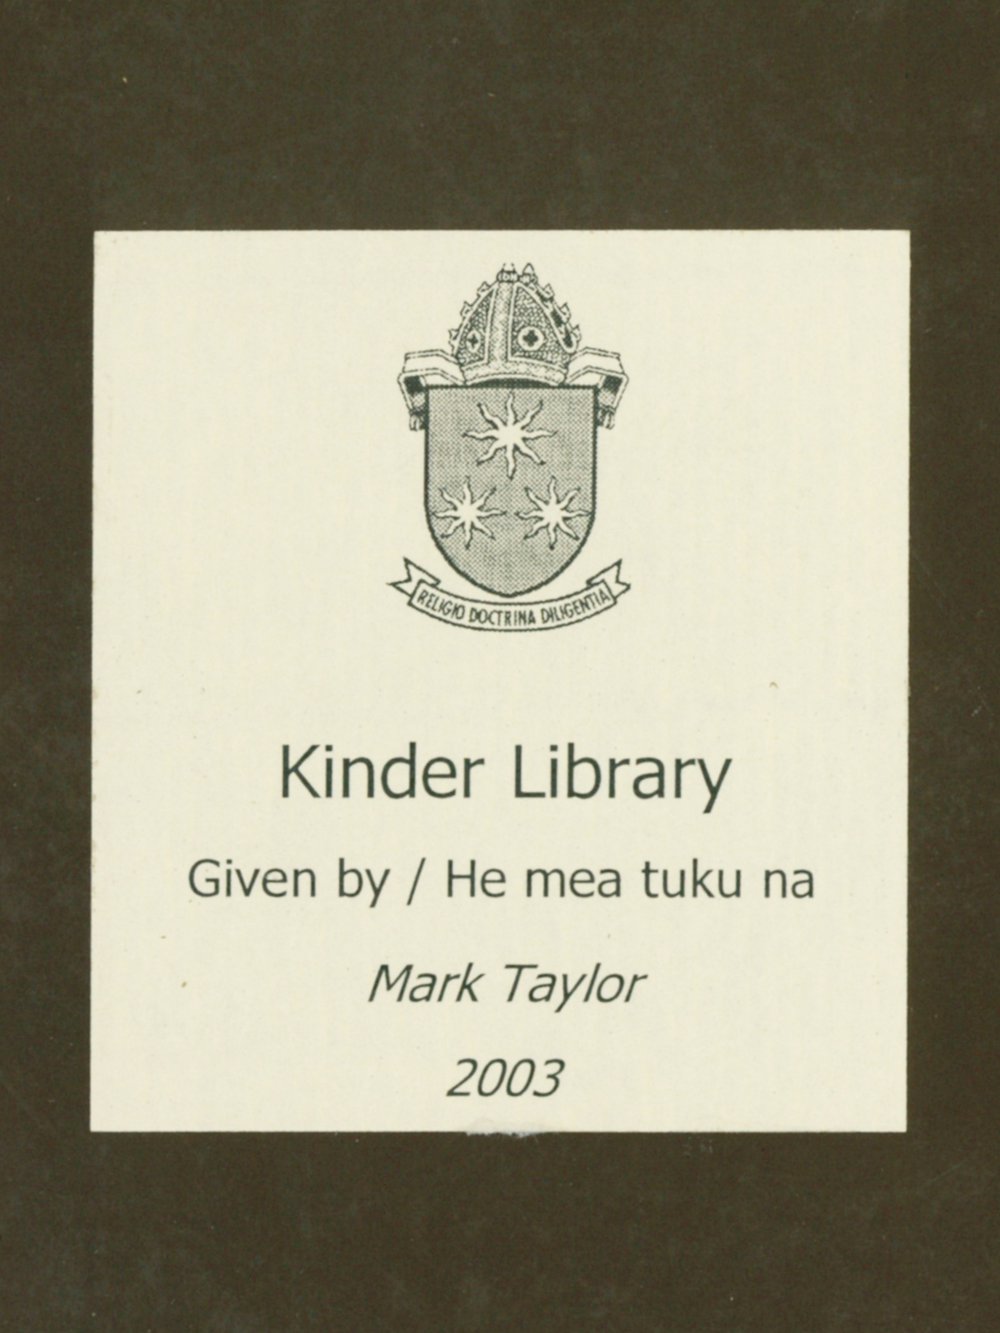 RELIGIO DOCTRINA DILIGENTIA
Kinder Library
Given by / He mea tuku na
Mark Taylor
2003